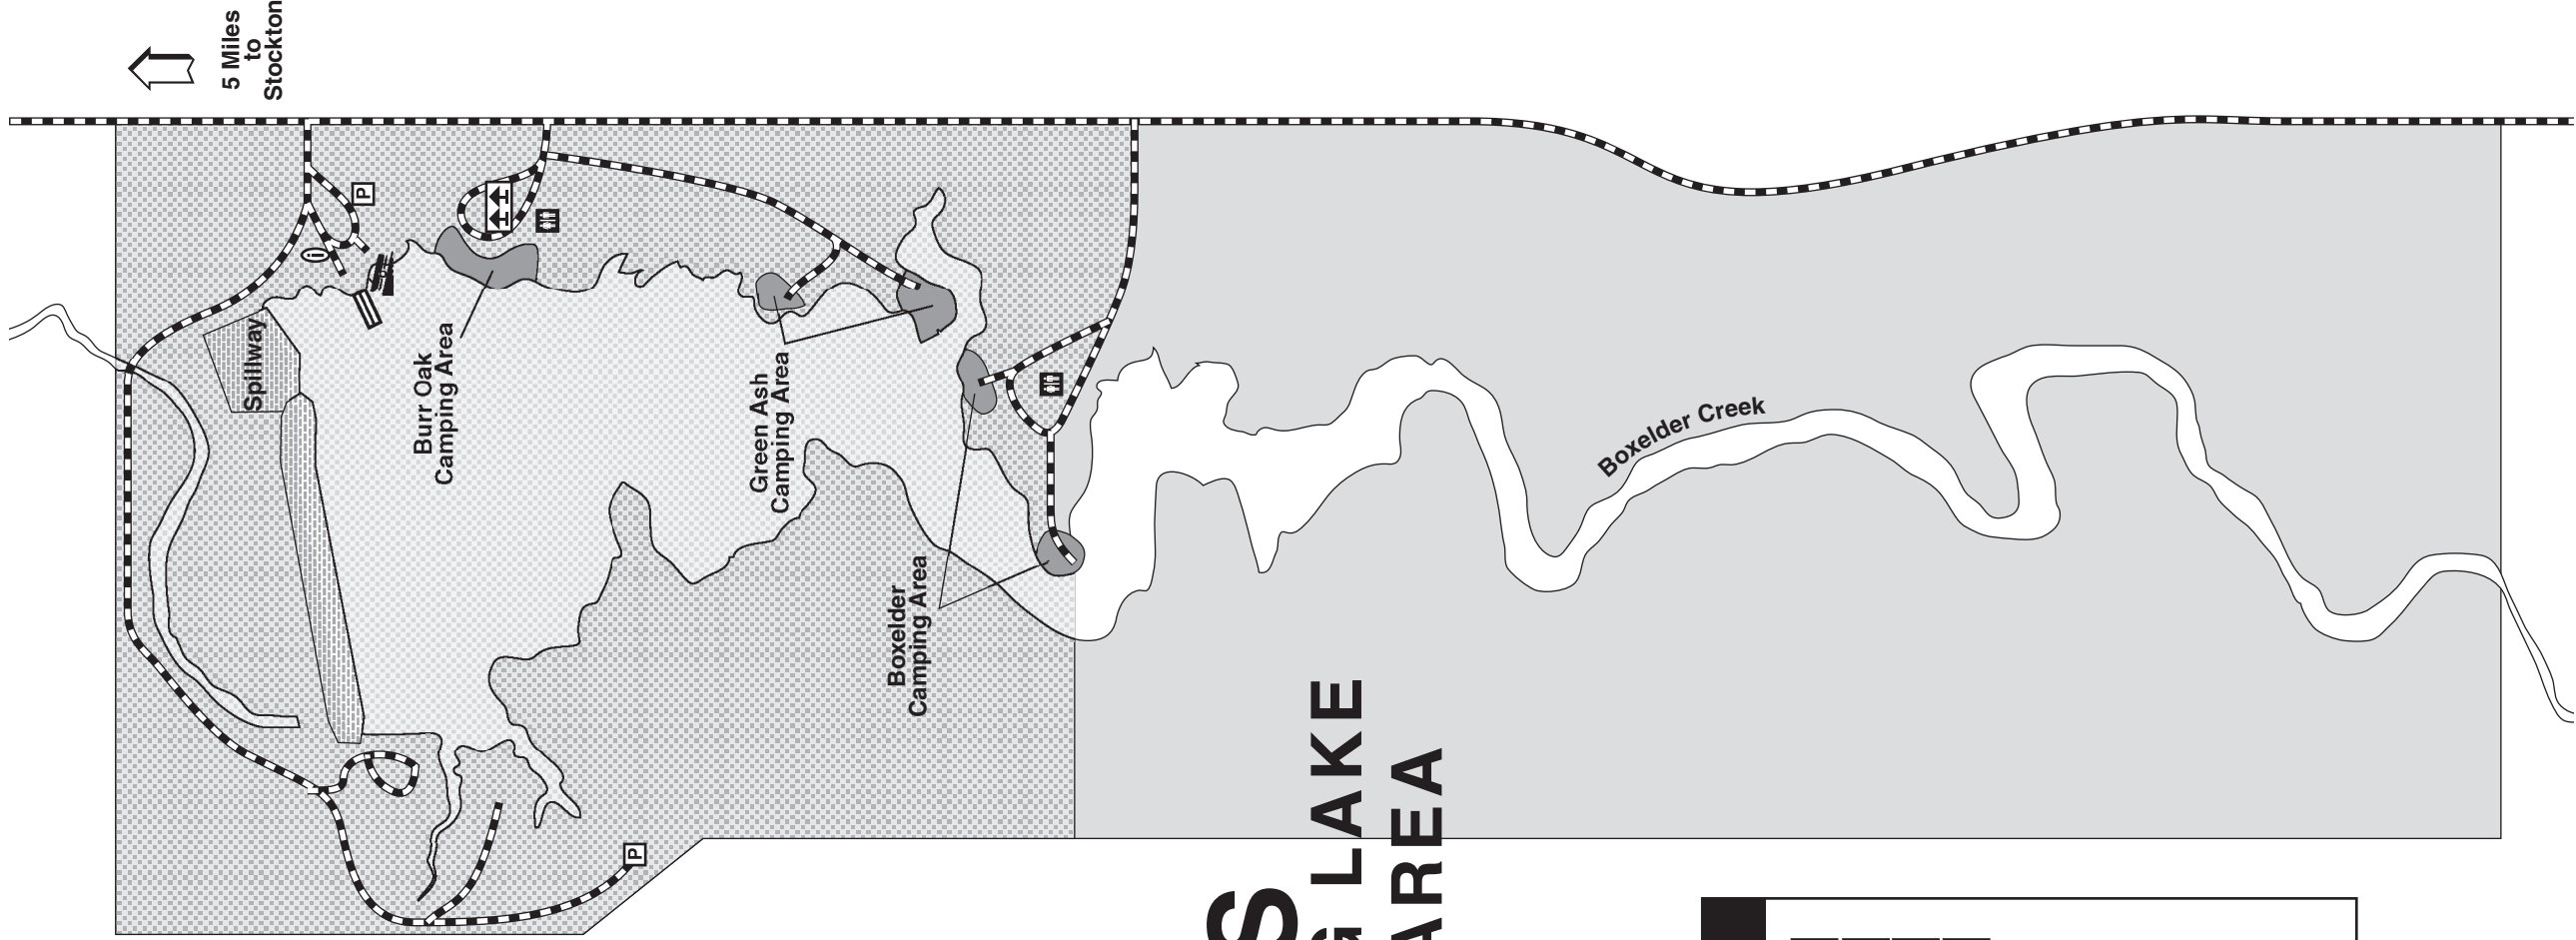 5 Miles
to
Stockton
P
i
Spillway
Burr Oak
Camping Area
Green Ash
Camping Area
Boxelder
Camping Area
Boxelder Creek
P
S
G LAKE
AREA